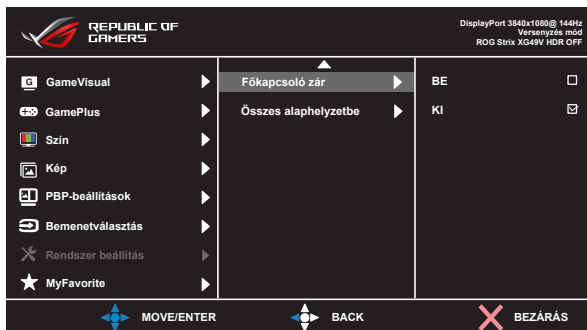 REPUBLIC OF
GAMERS
DisplayPort 3840x1080@ 144Hz
Versenyzés mód
ROG Strix XG49V HDR OFF
G GameVisual
GamePlus
Szín
Kép
PBP-beállítások
Bemenetválasztás
Rendszer beállítás
MyFavorite
Főkapcsoló zár
Összes alaphelyzetbe
BE
KI
MOVE/ENTER
BACK
BEZÁRÁS